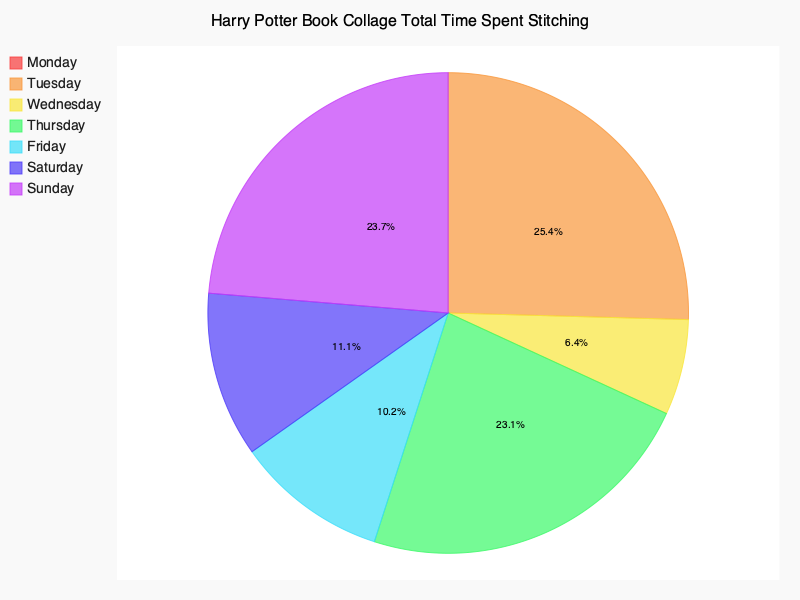 Harry Potter Book Collage Total Time Spent Stitching
Monday
Tuesday
Wednesday
Thursday
Friday
Saturday
Sunday
23.7%
25.4%
11.1%
6.4%
10.2%
23.1%